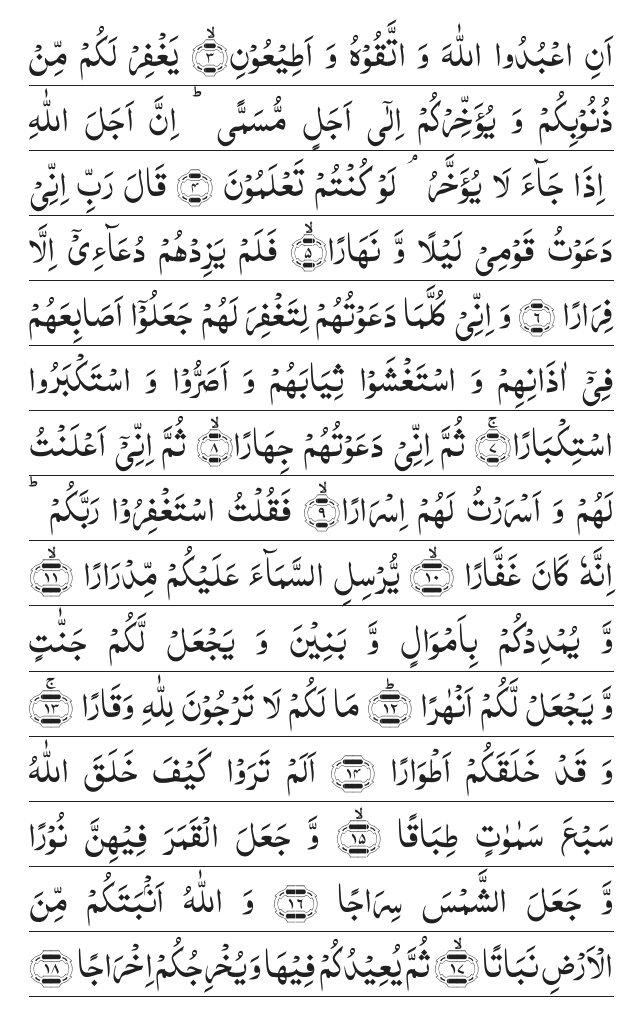 اَنِ اعۡبُدُوا اللّٰهَ وَ اتَّقُوۡهُ وَ اَطِيۡعُوۡنِۙ‏﴿۳﴾ يَغۡفِرۡ لَكُمۡ مِّنۡ
ذُنُوۡبِكُمۡ وَ يُؤَخِّرۡكُمۡ اِلٰٓى اَجَلٍ مُّسَمًّى ؕ اِنَّ اَجَلَ اللّٰهِ
اِذَا جَآءَ لَا يُؤَخَّرُ ۘ لَوۡ كُنۡتُمۡ تَعۡلَمُوۡنَ ﴿۴﴾ قَالَ رَبِّ اِنِّىۡ
دَعَوۡتُ قَوۡمِىۡ لَيۡلًا وَّ نَهَارًا ۙ﴿۵﴾ فَلَمۡ يَزِدۡهُمۡ دُعَآءِىۡۤ اِلَّا
فِرَارًا ﴿۶﴾ وَ اِنِّىۡ كُلَّمَا دَعَوۡتُهُمۡ لِتَغۡفِرَ لَهُمۡ جَعَلُوۡۤا اَصَابِعَهُمۡ
فِىۡۤ اٰذَانِهِمۡ وَ اسۡتَغۡشَوۡا ثِيَابَهُمۡ وَ اَصَرُّوۡا وَ اسۡتَكۡبَرُوا
اسۡتِكۡبَارًا ۚ﴿۷﴾ ثُمَّ اِنِّىۡ دَعَوۡتُهُمۡ جِهَارًا ۙ﴿۸﴾ ثُمَّ اِنِّىۡۤ اَعۡلَنۡتُ
لَهُمۡ وَ اَسۡرَرۡتُ لَهُمۡ اِسۡرَارًا ۙ﴿۹﴾ فَقُلۡتُ اسۡتَغۡفِرُوۡا رَبَّكُمۡ ؕ
اِنَّهٗ كَانَ غَفَّارًا ۙ﴿۱۰﴾ يُّرۡسِلِ السَّمَآءَ عَلَيۡكُمۡ مِّدۡرَارًا ۙ﴿۱۱﴾
وَّ يُمۡدِدۡكُمۡ بِاَمۡوَالٍ وَّ بَنِيۡنَ وَ يَجۡعَلۡ لَّكُمۡ جَنّٰتٍ
وَّ يَجۡعَلۡ لَّكُمۡ اَنۡهٰرًا ؕ﴿۱۲﴾ مَا لَكُمۡ لَا تَرۡجُوۡنَ لِلّٰهِ وَقَارًا ۚ﴿۱۳﴾
وَ قَدۡ خَلَقَكُمۡ اَطۡوَارًا ﴿۱۴﴾ اَلَمۡ تَرَوۡا كَيۡفَ خَلَقَ اللّٰهُ
سَبۡعَ سَمٰوٰتٍ طِبَاقًا ۙ﴿۱۵﴾ وَّ جَعَلَ الۡقَمَرَ فِيۡهِنَّ نُوۡرًا
وَّ جَعَلَ الشَّمۡسَ سِرَاجًا ﴿۱۶﴾ وَ اللّٰهُ اَنۡۢبَتَكُمۡ مِّنَ
الۡاَرۡضِ نَبَاتًا ۙ﴿۱۷﴾ ثُمَّ يُعِيۡدُكُمۡ فِيۡهَا وَ يُخۡرِجُكُمۡ اِخۡرَاجًا ﴿۱۸﴾